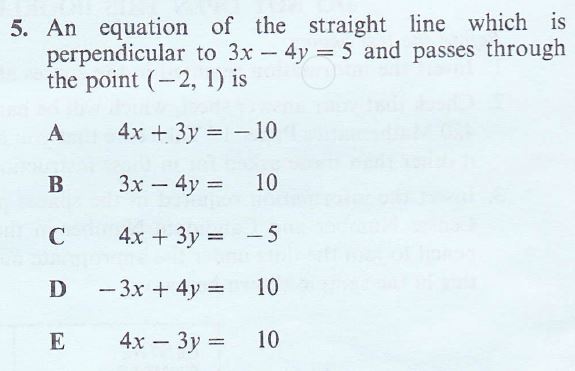 5. An equation of the straight line which is
perpendicular to 3x − 4y = 5 and passes through
the point (−2, 1) is
A 4x + 3y = − 10
B 3x − 4y = 10
C 4x + 3y = − 5
D − 3x + 4y = 10
E 4x − 3y = 10